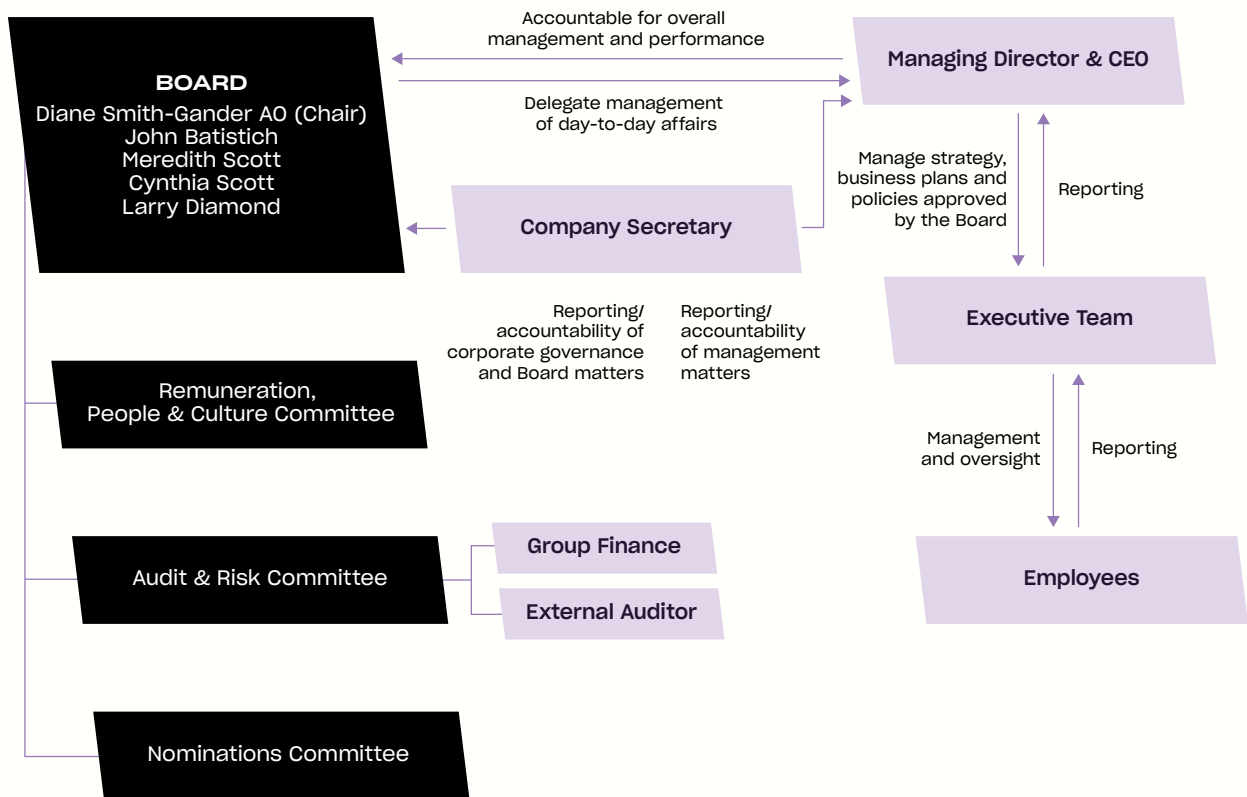 BOARD
Diane Smith-Gander AO (Chair)
John Batistich
Meredith Scott
Cynthia Scott
Larry Diamond
Accountable for overall
management and performance
Delegate management
of day-to-day affairs
Managing Director & CEO
Company Secretary
Manage strategy,
business plans and
policies approved
by the Board
Reporting
Reporting/
accountability of
corporate governance
and Board matters
Reporting/
accountability
of management
matters
Executive Team
Remuneration,
People & Culture Committee
Management
and oversight
Reporting
Audit & Risk Committee
Group Finance
External Auditor
Employees
Nominations Committee